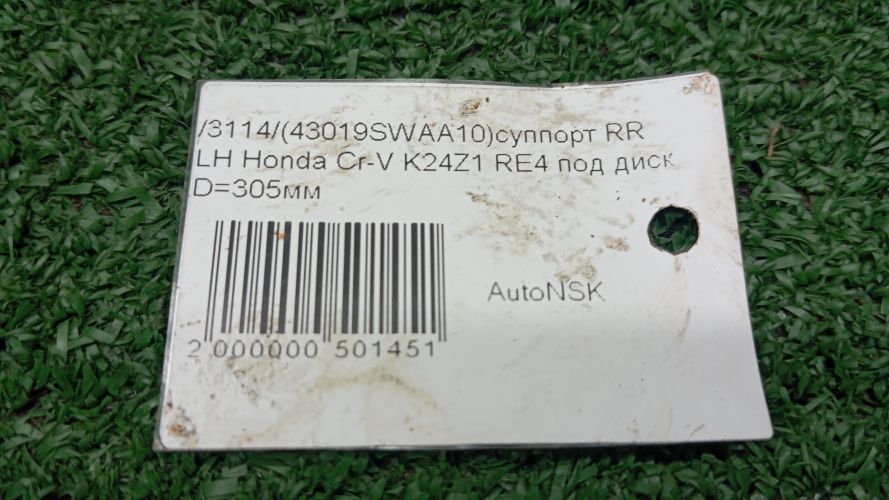 /3114/(43019SWAA10)суппорт RR
LH Honda Cr-V K24Z1 RE4 под диск
D=305мм
AutoNSK
2 000000 501451